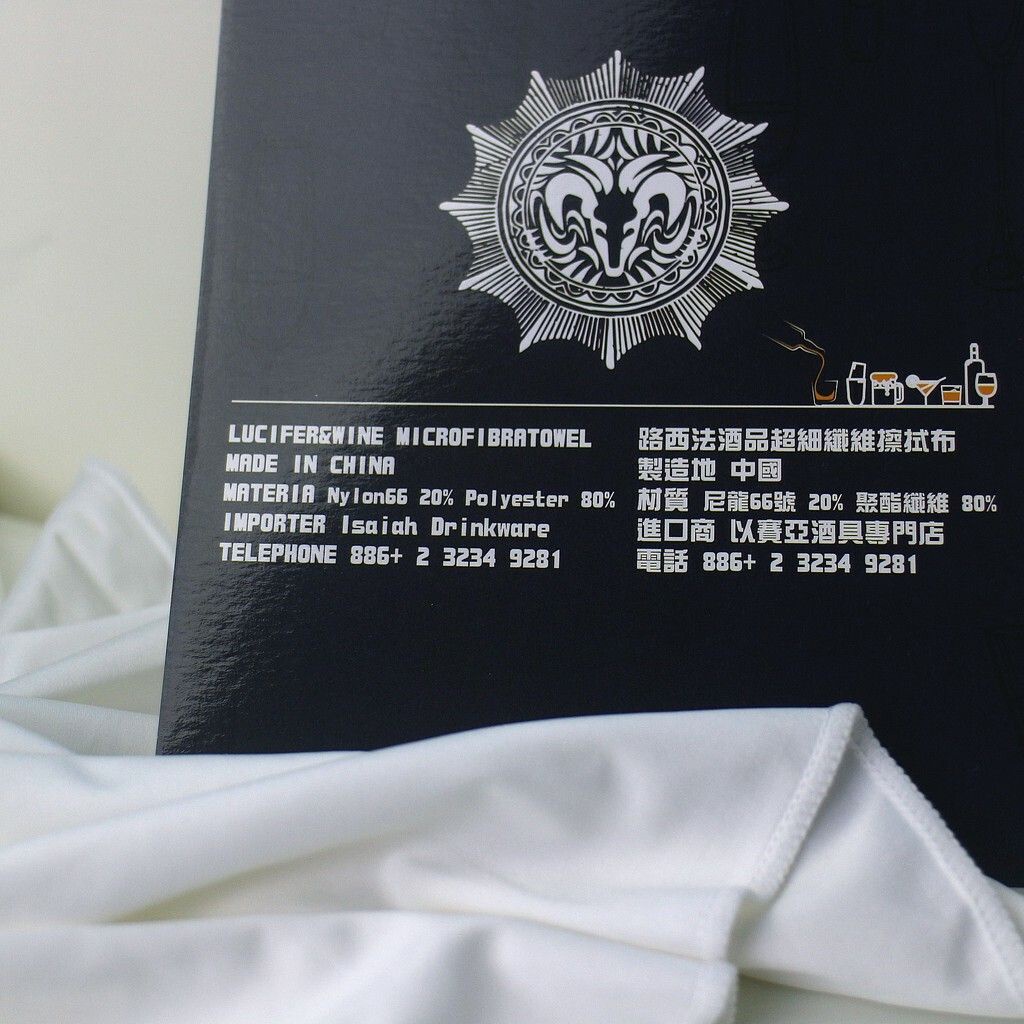 LUCIFER&WINE MICROFIBRATOWEL
MADE IN CHINA
MATERIA Nylon66 20% Polyester 80%
IMPORTER Isaiah Drinkware
TELEPHONE 886+ 2 3234 9281
路西法酒品超細纖維擦拭布
製造地 中國
材質 尼龍66號 20% 聚酯纖維 80%
進口商 以賽亞酒具專門店
電話 886+ 2 3234 9281